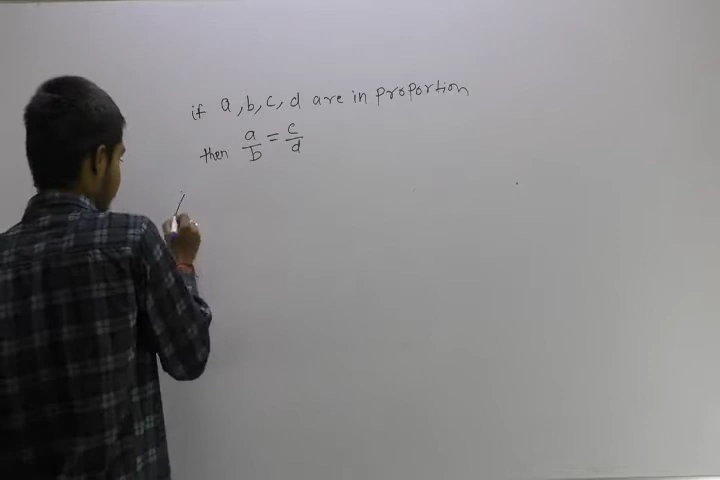 if a, b, c, d are in proportion
then a/b = c/d